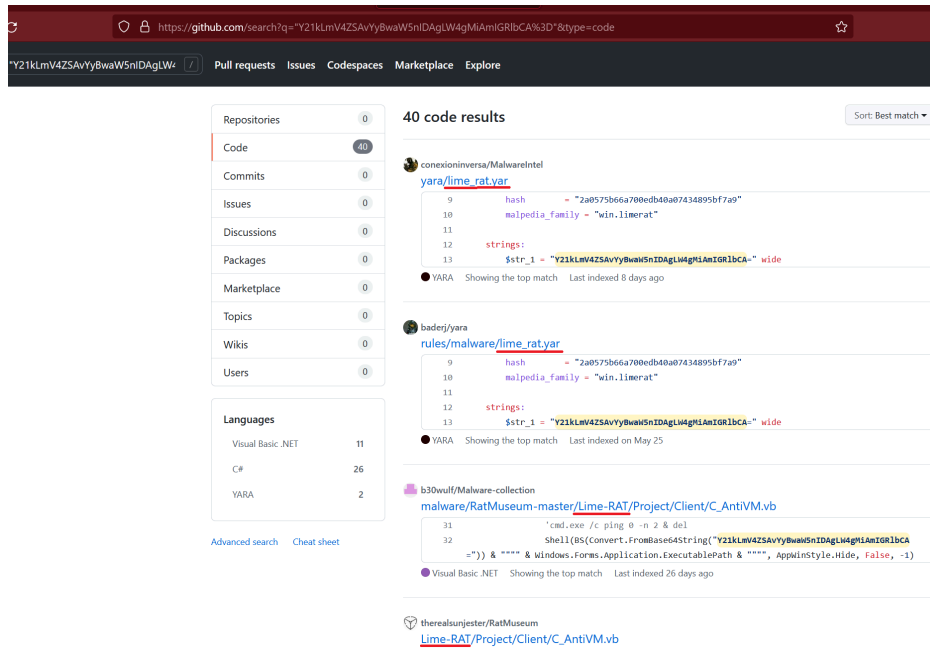 https://github.com/search?q="Y21kLmV4ZSAvYyBwaW5nIDAgLW4gMiAmIGRlbCA%3D"&type=code
"Y21kLmV4ZSAvYyBwaW5nIDAgLW4 / Pull requests Issues Codespaces Marketplace Explore
Repositories 0
Code 40
Commits 0
Issues 0
Discussions 0
Packages 0
Marketplace 0
Topics 0
Wikis 0
Users 0
Languages
Visual Basic .NET 11
C# 26
YARA 2
Advanced search Cheat sheet
40 code results
Sort: Best match
conexioninversa/MalwareIntel
yara/lime_rat.yar
9 hash = "2a0575b66a700edb40a07434895bf7a9"
10 malpedia_family = "win.limerat"
11
12 strings:
13 $str_1 = "Y21kLmV4ZSAvYyBwaW5nIDAgLW4gMiAmIGRlbCA=" wide
YARA Showing the top match Last indexed 8 days ago
baderj/yara
rules/malware/lime_rat.yar
9 hash = "2a0575b66a700edb40a07434895bf7a9"
10 malpedia_family = "win.limerat"
11
12 strings:
13 $str_1 = "Y21kLmV4ZSAvYyBwaW5nIDAgLW4gMiAmIGRlbCA=" wide
YARA Showing the top match Last indexed on May 25
b30wulf/Malware-collection
malware/RatMuseum-master/Lime-RAT/Project/Client/C_AntiVM.vb
31 'cmd.exe /c ping 0 -n 2 & del
32 Shell(BS(Convert.FromBase64String("Y21kLmV4ZSAvYyBwaW5nIDAgLW4gMiAmIGRlbCA
=")) & """" & Windows.Forms.Application.ExecutablePath & """", AppWinStyle.Hide, False, -1)
Visual Basic .NET Showing the top match Last indexed 26 days ago
therealsunjester/RatMuseum
Lime-RAT/Project/Client/C_AntiVM.vb